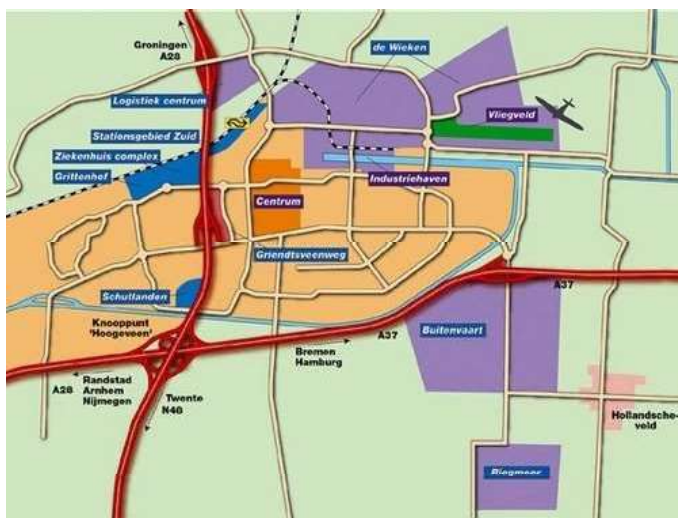 Groningen
A28
de Wieken
Logistiek centrum
Vliegveld
Stationsgebied Zuid
Ziekenhuis complex
Grittenhof
Industriehaven
Centrum
Griendtsveenweg
Schutlanden
A37
Knooppunt
'Hoogeveen'
A37
Buitenvaart
Bremen
Hamburg
A28
Randstad
Arnhem
Nijmegen
Twente
N48
Hollandsche-
veld
Riegmeer